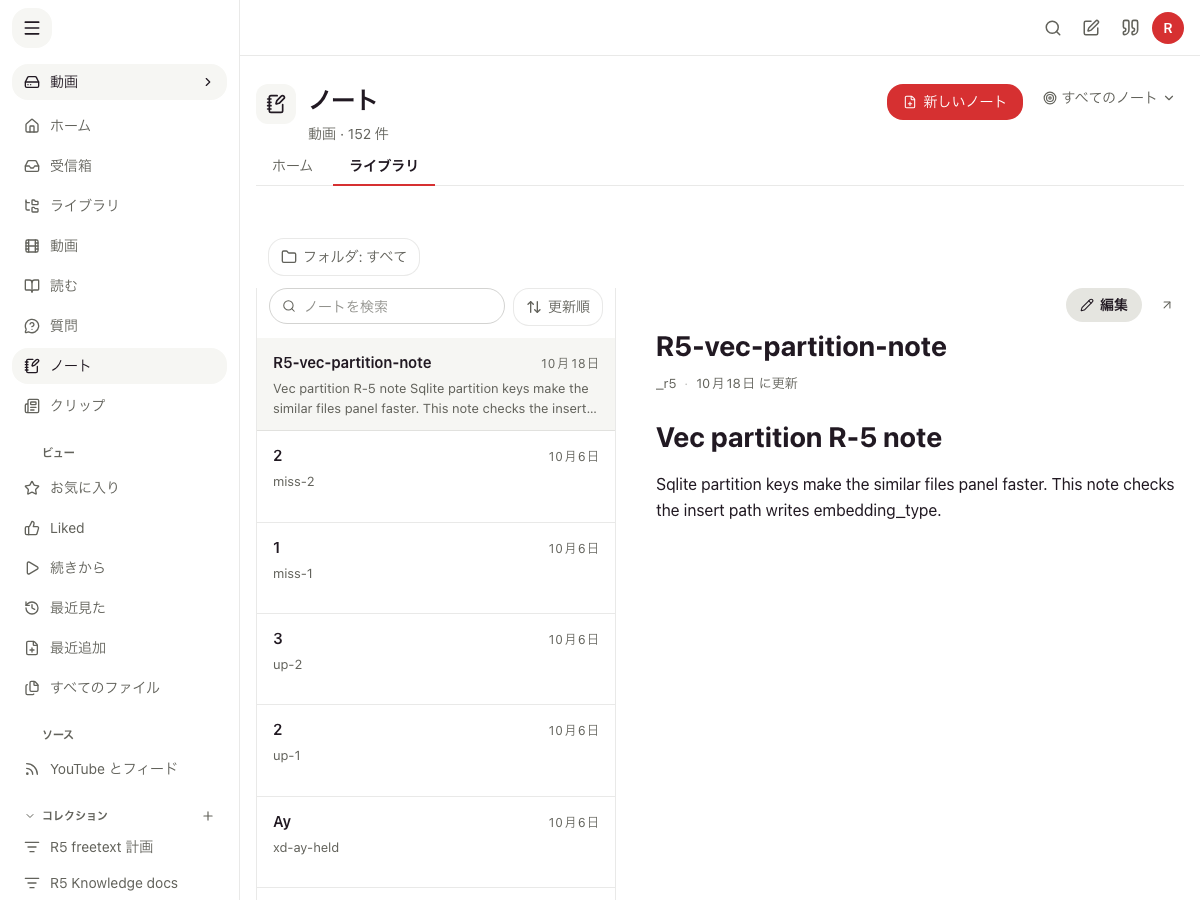 動画
ホーム
受信箱
ライブラリ
動画
読む
質問
ノート
クリップ
ビュー
お気に入り
Liked
続きから
最近見た
最近追加
すべてのファイル
ソース
YouTube とフィード
コレクション
R5 freetext 計画
R5 Knowledge docs
R
ノート
動画 · 152 件
新しいノート
すべてのノート
ホーム
ライブラリ
フォルダ: すべて
ノートを検索
更新順
R5-vec-partition-note
10月18日
Vec partition R-5 note Sqlite partition keys make the
similar files panel faster. This note checks the insert…
2
10月6日
miss-2
1
10月6日
miss-1
3
10月6日
up-2
2
10月6日
up-1
Ay
10月6日
xd-ay-held
編集
R5-vec-partition-note
_r5 · 10月18日 に更新
Vec partition R-5 note
Sqlite partition keys make the similar files panel faster. This note checks
the insert path writes embedding_type.